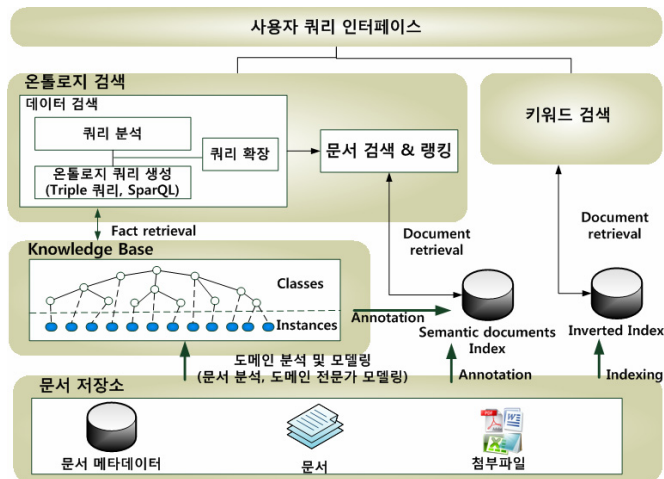 사용자 쿼리 인터페이스
온톨로지 검색
데이터 검색
쿼리 분석
쿼리 확장
온톨로지 쿼리 생성
(Triple 쿼리, SparQL)
문서 검색 & 랭킹
키워드 검색
Fact retrieval
Document
retrieval
Document
retrieval
Knowledge Base
Classes
Instances
Annotation
Semantic documents
Index
Inverted Index
도메인 분석 및 모델링
(문서 분석, 도메인 전문가 모델링)
Annotation
Indexing
문서 저장소
문서 메타데이터
문서
PDF
첨부파일